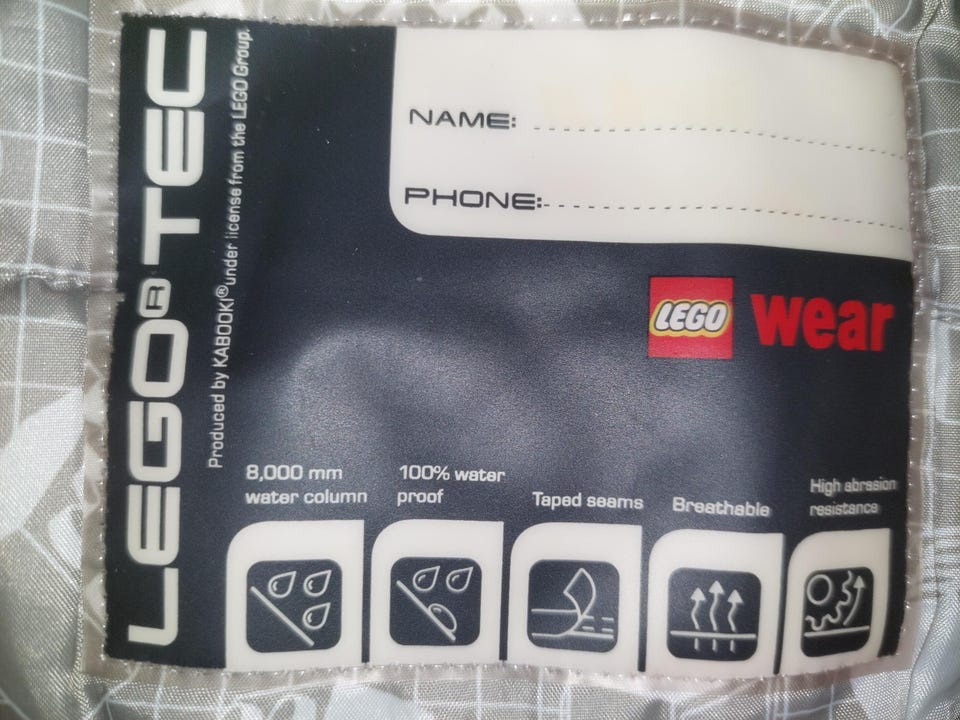 LEGO® TEC
Produced by KABOOKI® under license from the LEGO Group.
NAME:
PHONE:
LEGO wear
8,000 mm
water column
100% water
proof
Taped seams
Breathable
High abrasion
resistance